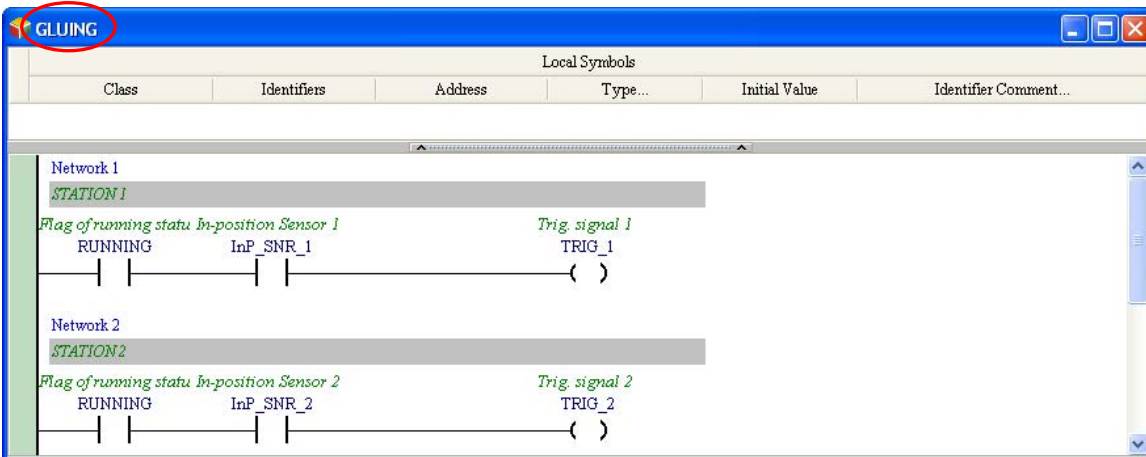 GLUING
Local Symbols
Class Identifiers Address Type... Initial Value Identifier Comment...
Network 1
STATION 1
Flag of running statu In-position Sensor 1 Trig. signal 1
RUNNING InP_SNR_1 TRIG_1
Network 2
STATION2
Flag of running statu In-position Sensor 2 Trig. signal 2
RUNNING InP_SNR_2 TRIG_2